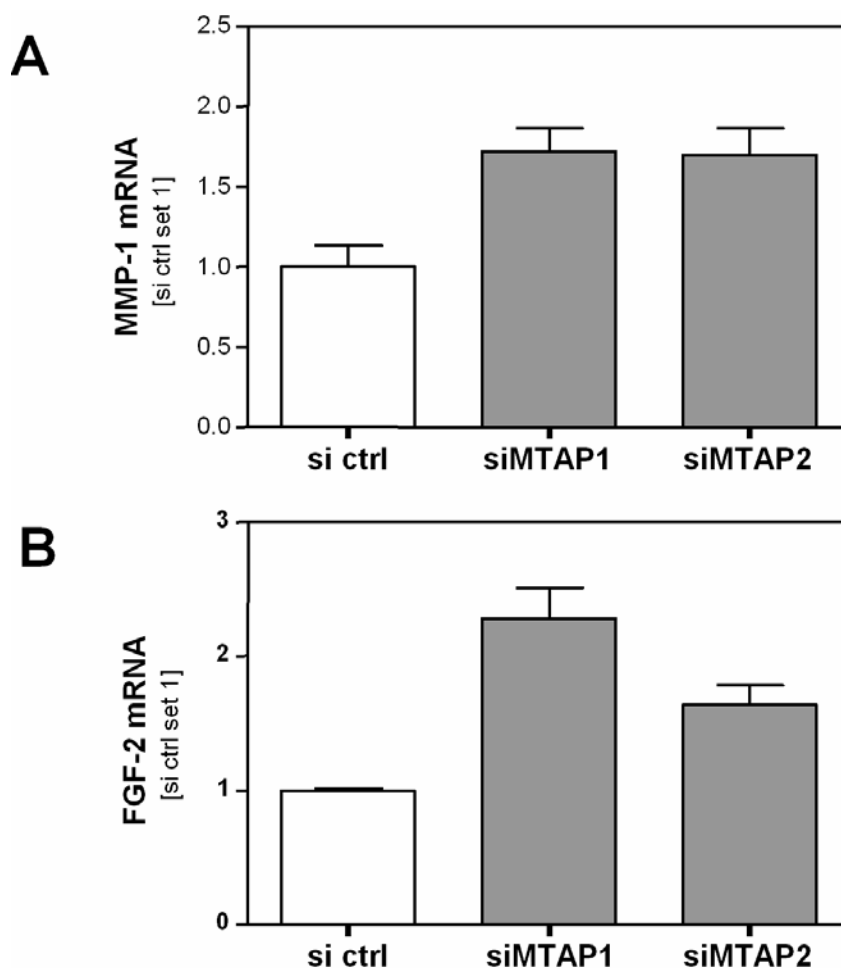 A
MMP-1 mRNA
[si ctrl set 1]
2.5
2.0
1.5
1.0
0.5
0.0
si ctrl siMTAP1 siMTAP2
B
FGF-2 mRNA
[si ctrl set 1]
3
2
1
0
si ctrl siMTAP1 siMTAP2